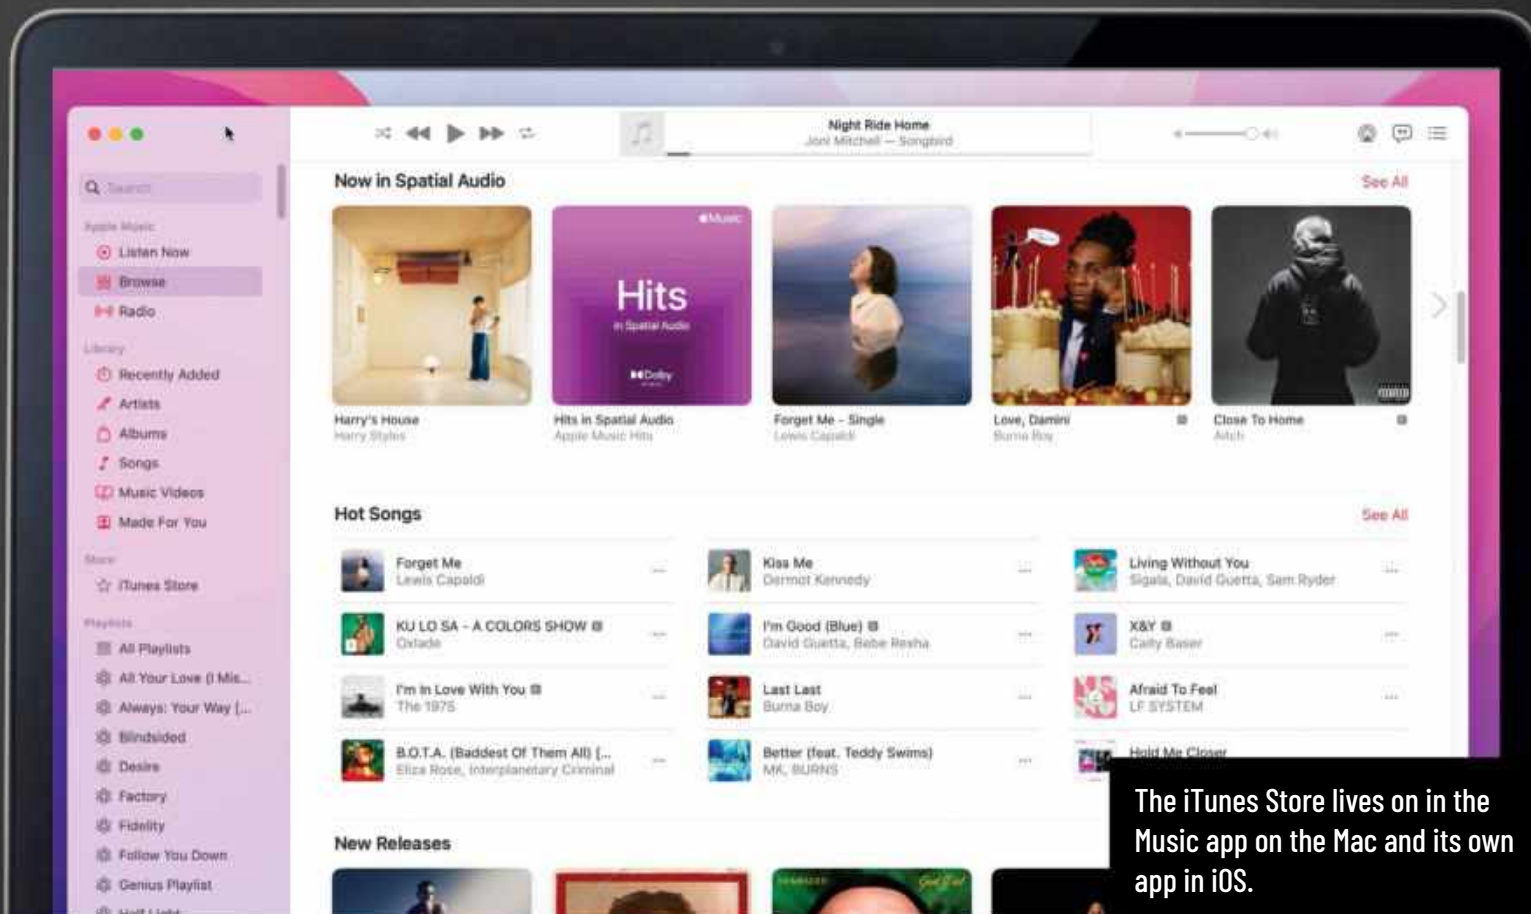 Night Ride Home
Joni Mitchell — Songbird
Search
Apple Music
Listen Now
Browse
Radio
Library
Recently Added
Artists
Albums
Songs
Music Videos
Made For You
Store
iTunes Store
Playlists
All Playlists
All Your Love (I Mis...
Always: Your Way [...
Blindsided
Desire
Factory
Fidelity
Follow You Down
Genius Playlist
Half Light
Now in Spatial Audio
See All
Music
Hits
in Spatial Audio
Dolby
Harry's House
Harry Styles
Hits in Spatial Audio
Apple Music Hits
Forget Me - Single
Lewis Capaldi
Love, Damini
Burna Boy
Close To Home
Aitch
Hot Songs
See All
Forget Me
Lewis Capaldi
Kiss Me
Dermot Kennedy
Living Without You
Sigala, David Guetta, Sam Ryder
KU LO SA - A COLORS SHOW
Oxlade
I'm Good (Blue)
David Guetta, Bebe Rexha
X&Y
Caity Baser
I'm In Love With You
The 1975
Last Last
Burna Boy
Afraid To Feel
LF SYSTEM
B.O.T.A. (Baddest Of Them All) [...
Eliza Rose, Interplanetary Criminal
Better (feat. Teddy Swims)
MK, BURNS
Hold Me Closer
New Releases
The iTunes Store lives on in the
Music app on the Mac and its own
app in iOS.